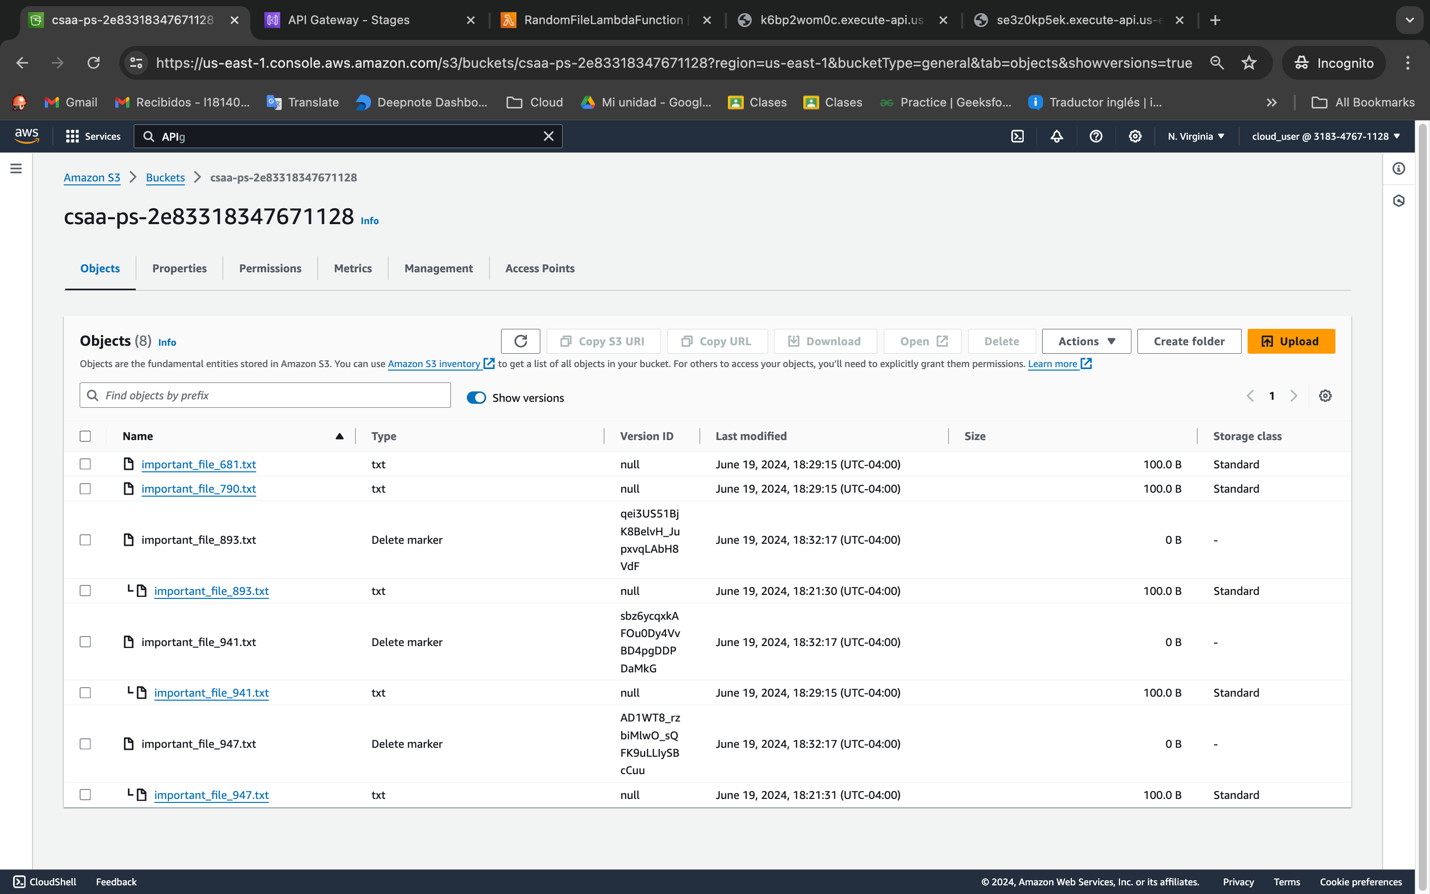 csaa-ps-2e83318347671128
API Gateway - Stages
RandomFileLambdaFunction
k6bp2wom0c.execute-api.us-
se3z0kp5ek.execute-api.us-e
https://us-east-1.console.aws.amazon.com/s3/buckets/csaa-ps-2e83318347671128?region=us-east-1&bucketType=general&tab=objects&showversions=true
Incognito
Gmail
Recibidos - l18140...
Translate
Deepnote Dashbo...
Cloud
Mi unidad - Googl...
Clases
Clases
Practice | Geeksfo...
Traductor inglés | i...
All Bookmarks
aws
Services
APIg
N. Virginia
cloud_user @ 3183-4767-1128
Amazon S3
Buckets
csaa-ps-2e83318347671128
csaa-ps-2e83318347671128 Info
Objects
Properties
Permissions
Metrics
Management
Access Points
Objects (8) Info
Copy S3 URI
Copy URL
Download
Open
Delete
Actions
Create folder
Upload
Objects are the fundamental entities stored in Amazon S3. You can use Amazon S3 inventory to get a list of all objects in your bucket. For others to access your objects, you'll need to explicitly grant them permissions. Learn more
Find objects by prefix
Show versions
1
Name Type Version ID Last modified Size Storage class
important_file_681.txt txt null June 19, 2024, 18:29:15 (UTC-04:00) 100.0 B Standard
important_file_790.txt txt null June 19, 2024, 18:29:15 (UTC-04:00) 100.0 B Standard
qei3US51Bj
K8BelvH_Ju
important_file_893.txt Delete marker June 19, 2024, 18:32:17 (UTC-04:00) 0 B -
pxvqLAbH8
VdF
important_file_893.txt txt null June 19, 2024, 18:21:30 (UTC-04:00) 100.0 B Standard
sbz6ycqxkA
FOu0Dy4Vv
important_file_941.txt Delete marker June 19, 2024, 18:32:17 (UTC-04:00) 0 B -
BD4pgDDP
DaMkG
important_file_941.txt txt null June 19, 2024, 18:29:15 (UTC-04:00) 100.0 B Standard
AD1WT8_rz
biMlwO_sQ
important_file_947.txt Delete marker June 19, 2024, 18:32:17 (UTC-04:00) 0 B -
FK9uLLIySB
cCuu
important_file_947.txt txt null June 19, 2024, 18:21:31 (UTC-04:00) 100.0 B Standard
CloudShell
Feedback
© 2024, Amazon Web Services, Inc. or its affiliates.
Privacy
Terms
Cookie preferences